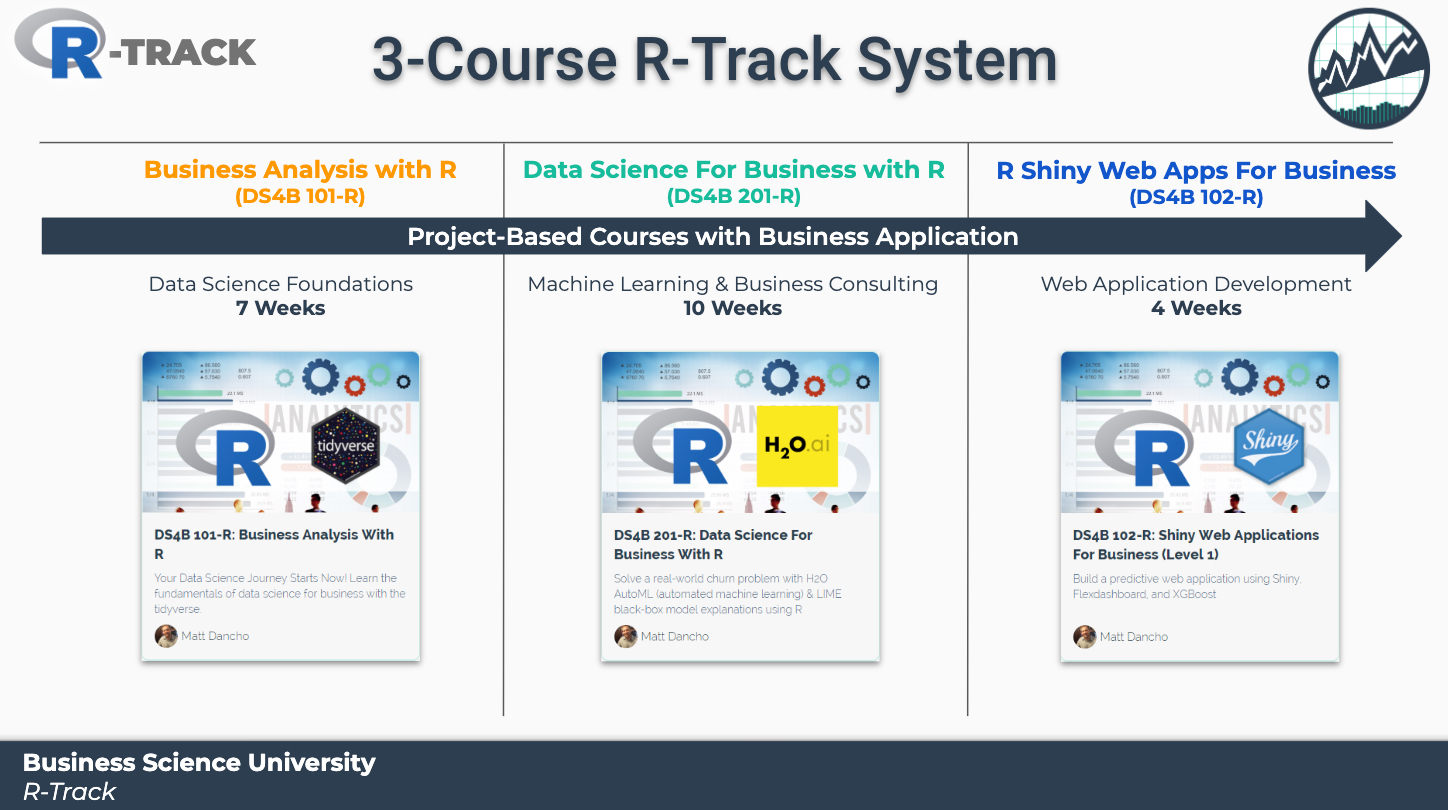 R-TRACK
3-Course R-Track System
Business Analysis with R
(DS4B 101-R)
Data Science For Business with R
(DS4B 201-R)
R Shiny Web Apps For Business
(DS4B 102-R)
Project-Based Courses with Business Application
Data Science Foundations
7 Weeks
Machine Learning & Business Consulting
10 Weeks
Web Application Development
4 Weeks
ANALYTICS
R
tidyverse
DS4B 101-R: Business Analysis With
R
Your Data Science Journey Starts Now! Learn the
fundamentals of data science for business with the
tidyverse.
Matt Dancho
R
H2O.ai
DS4B 201-R: Data Science For
Business With R
Solve a real-world churn problem with H2O
AutoML (automated machine learning) & LIME
black-box model explanations using R
Matt Dancho
R
Shiny
DS4B 102-R: Shiny Web Applications
For Business (Level 1)
Build a predictive web application using Shiny,
Flexdashboard, and XGBoost
Matt Dancho
Business Science University
R-Track